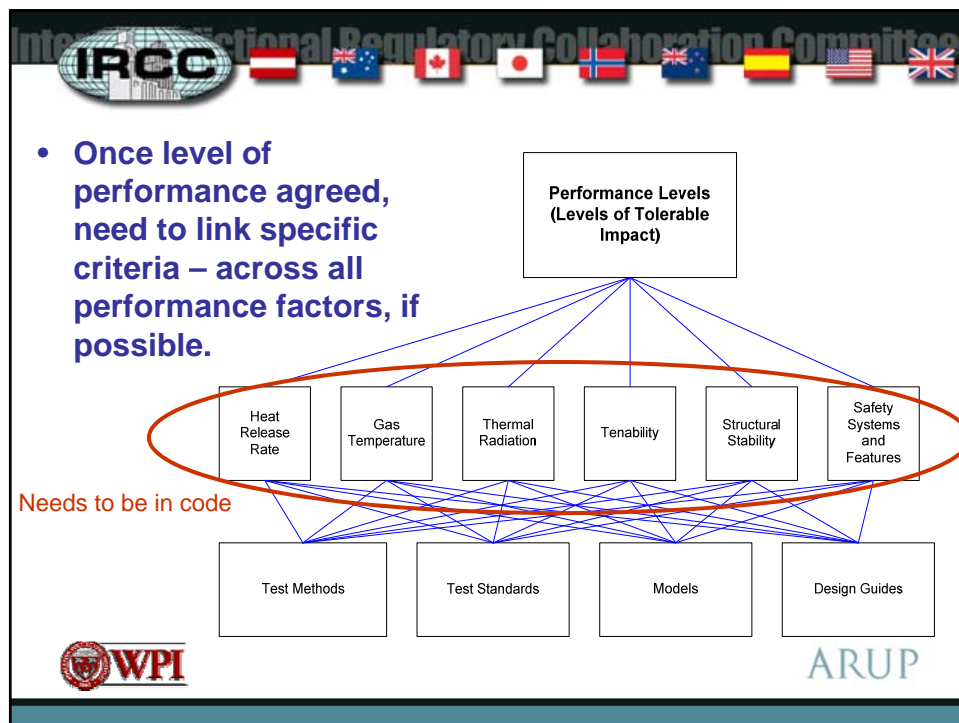 Inter Jurisdictional Regulatory Collaboration Committee
IRCC
• Once level of
performance agreed,
need to link specific
criteria – across all
performance factors, if
possible.
Performance Levels
(Levels of Tolerable
Impact)
Heat
Release
Rate
Gas
Temperature
Thermal
Radiation
Tenability
Structural
Stability
Safety
Systems
and
Features
Needs to be in code
Test Methods
Test Standards
Models
Design Guides
WPI
ARUP